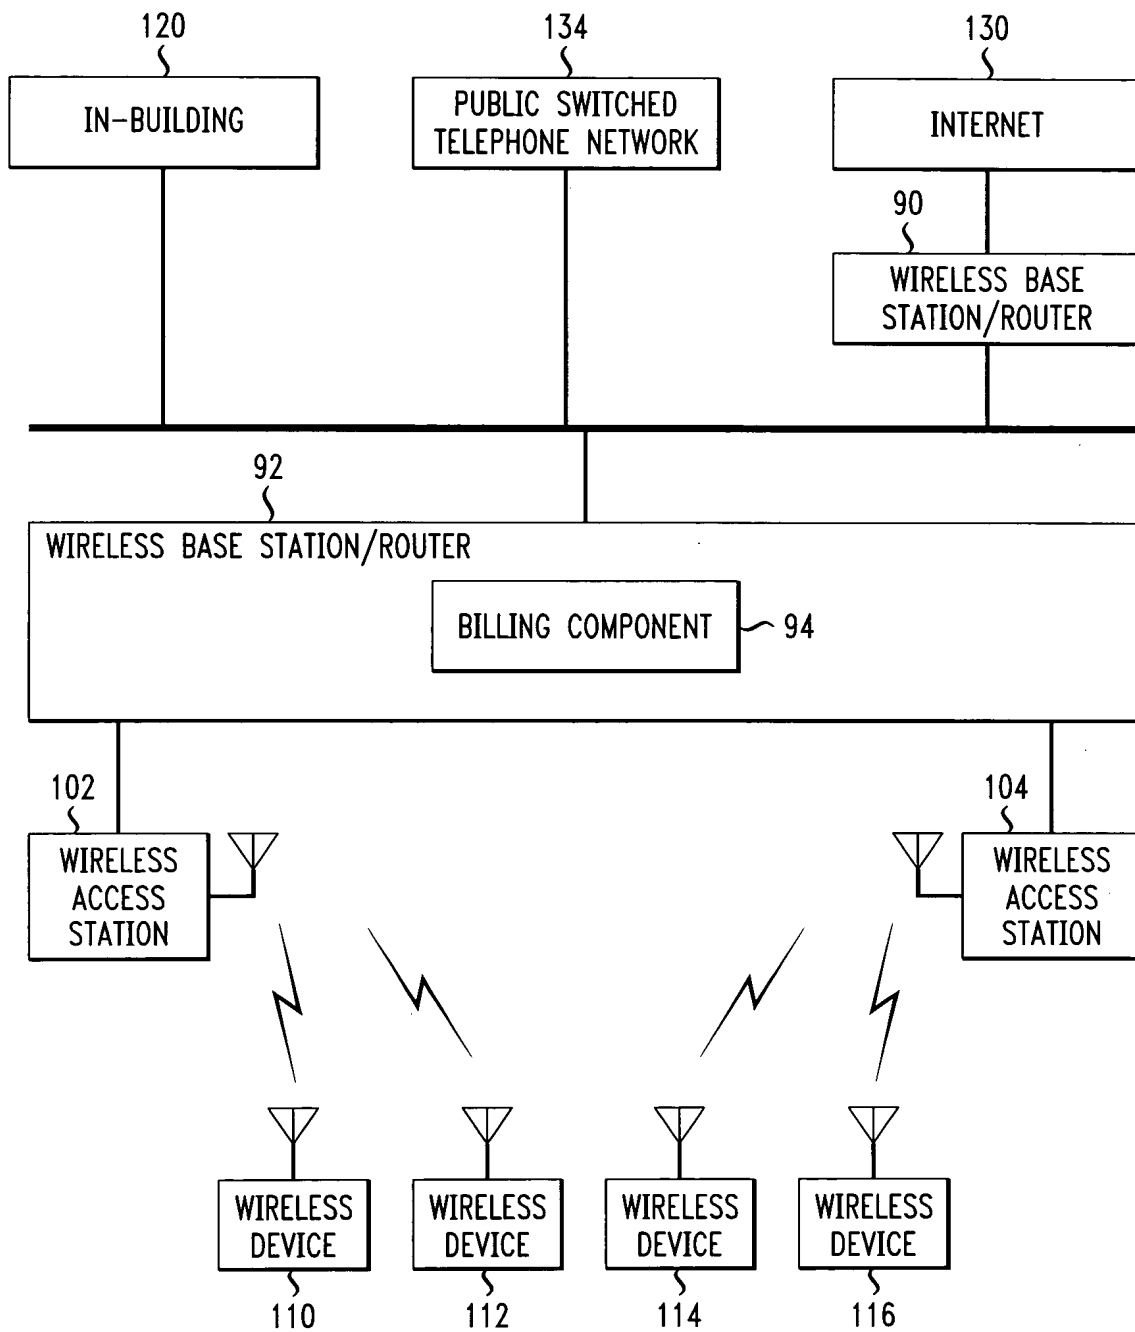 120
134
130
IN-BUILDING
PUBLIC SWITCHED
TELEPHONE NETWORK
INTERNET
90
WIRELESS BASE
STATION/ROUTER
92
WIRELESS BASE STATION/ROUTER
BILLING COMPONENT
94
102
104
WIRELESS
ACCESS
STATION
WIRELESS
ACCESS
STATION
WIRELESS
DEVICE
WIRELESS
DEVICE
WIRELESS
DEVICE
WIRELESS
DEVICE
110
112
114
116